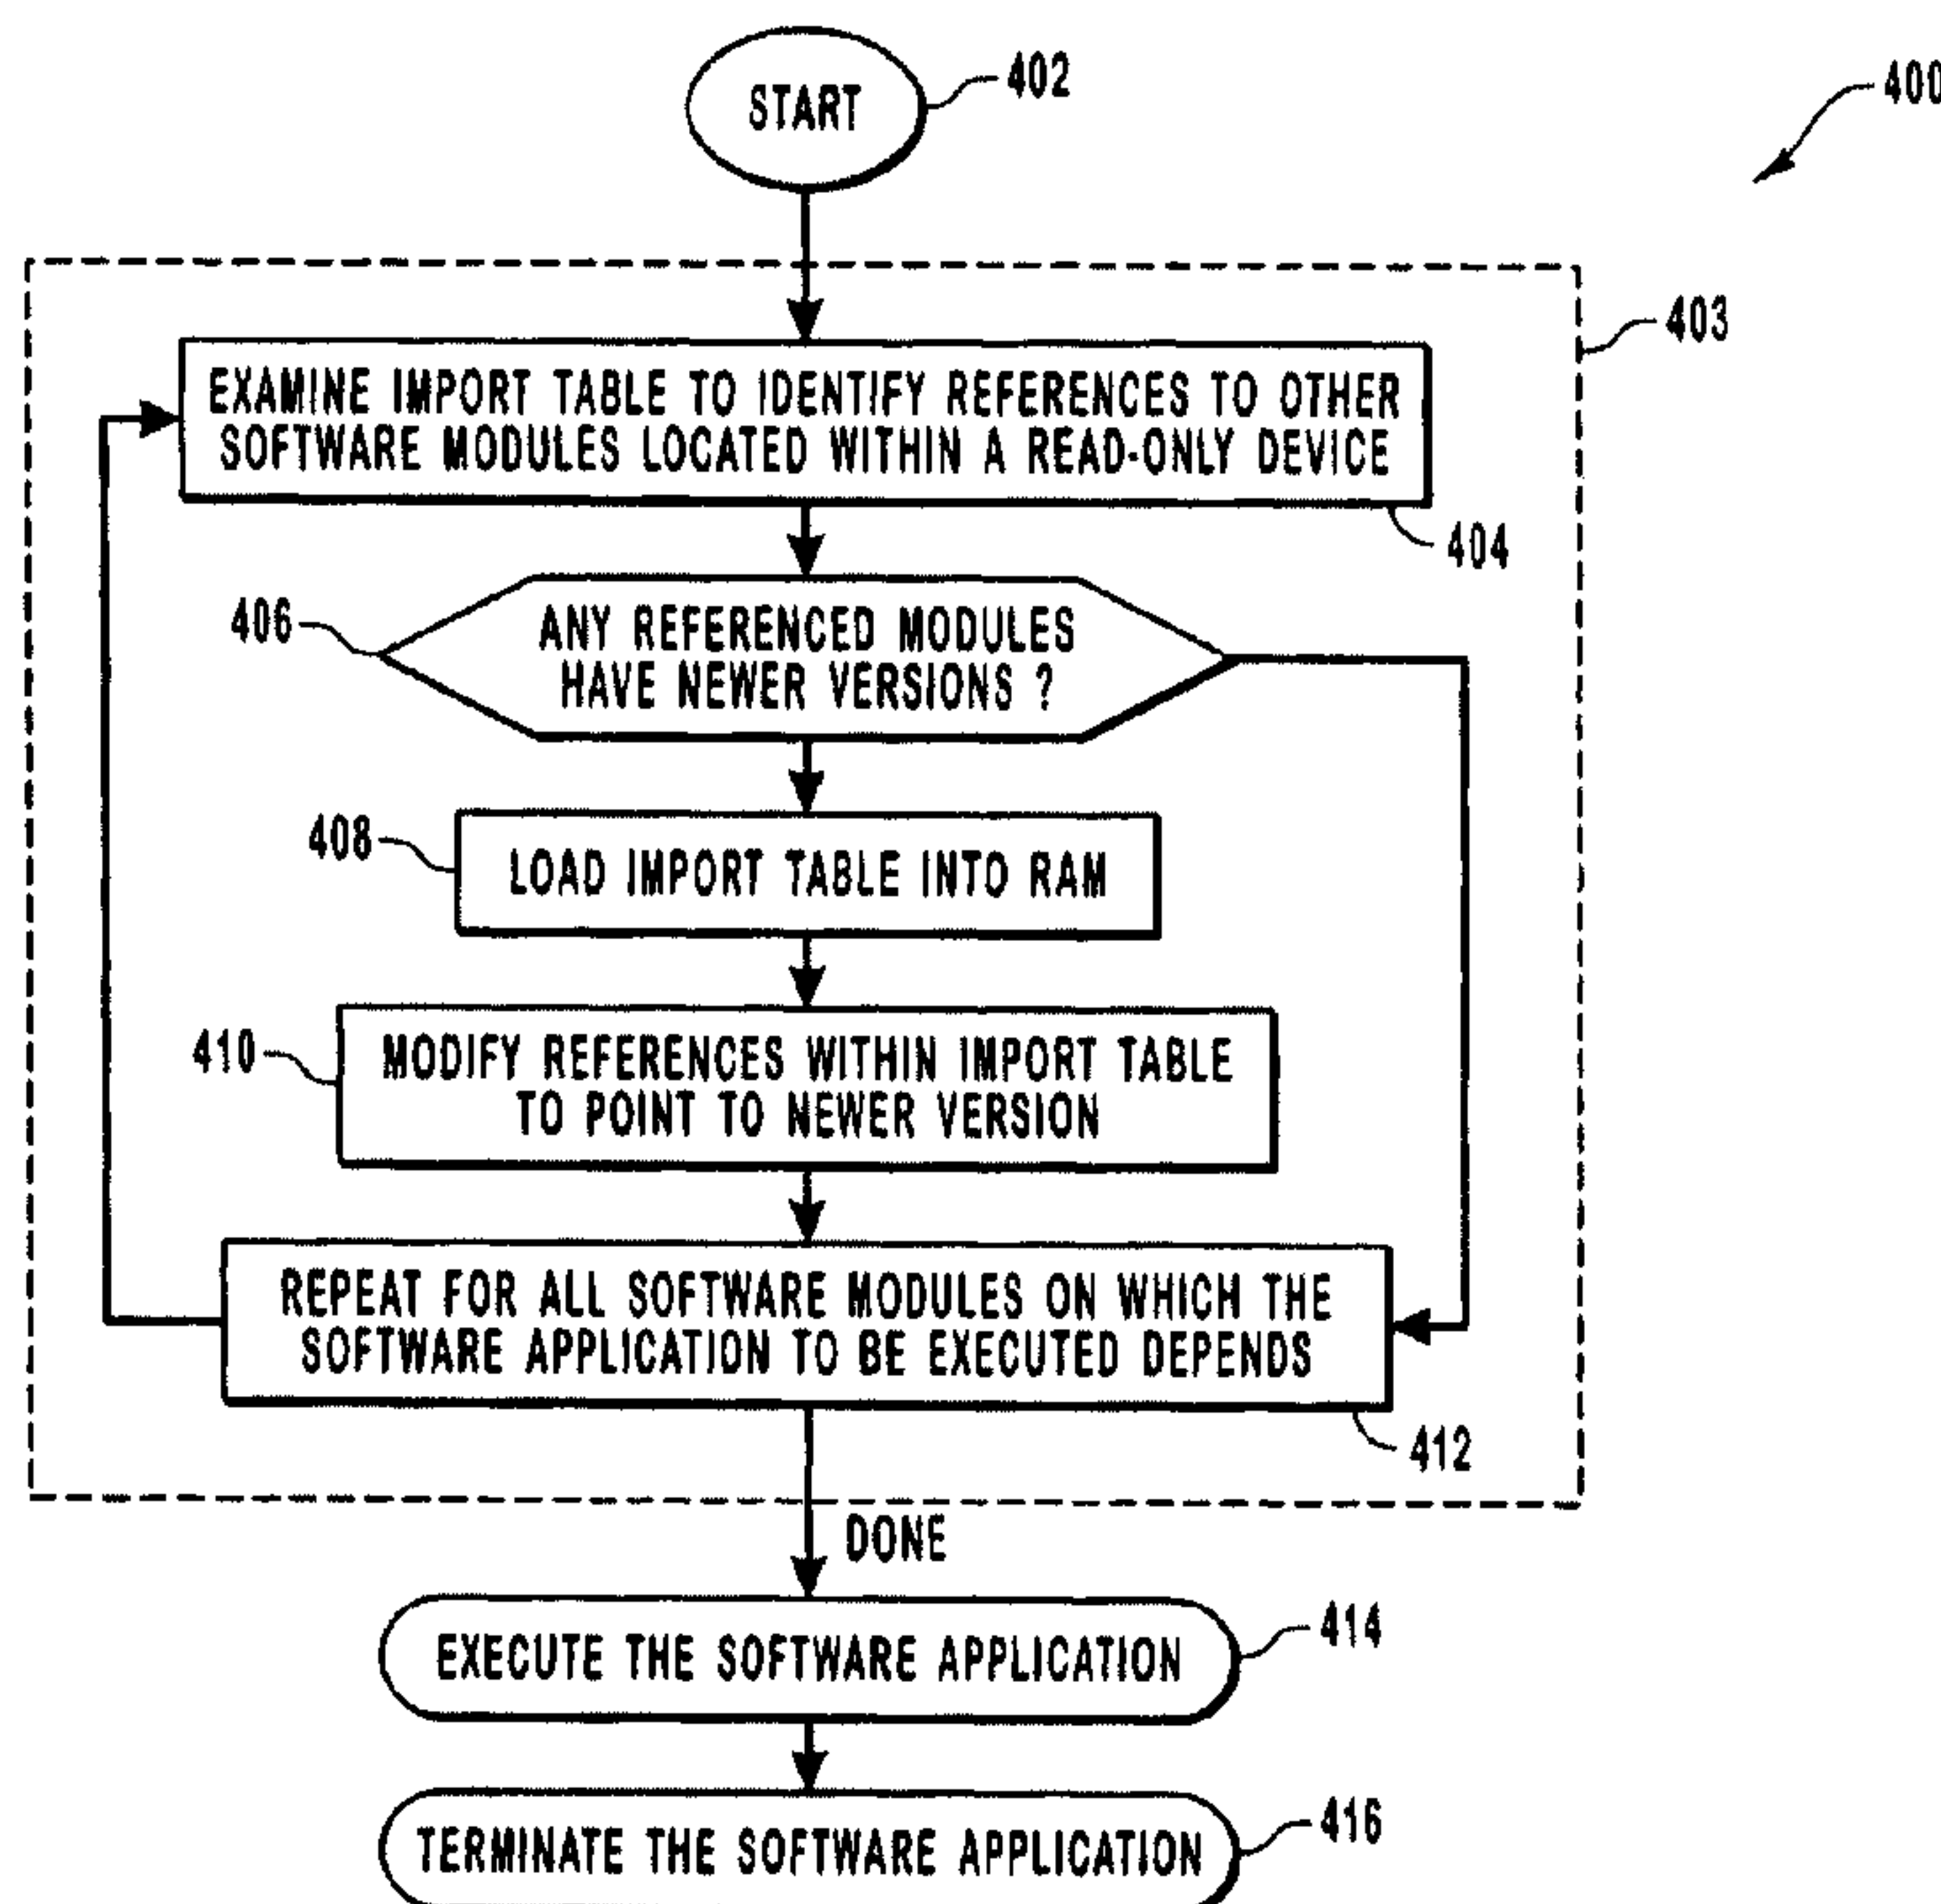 START
402
400
403
EXAMINE IMPORT TABLE TO IDENTIFY REFERENCES TO OTHER
SOFTWARE MODULES LOCATED WITHIN A READ-ONLY DEVICE
404
406
ANY REFERENCED MODULES
HAVE NEWER VERSIONS ?
408
LOAD IMPORT TABLE INTO RAM
410
MODIFY REFERENCES WITHIN IMPORT TABLE
TO POINT TO NEWER VERSION
REPEAT FOR ALL SOFTWARE MODULES ON WHICH THE
SOFTWARE APPLICATION TO BE EXECUTED DEPENDS
412
DONE
EXECUTE THE SOFTWARE APPLICATION
414
TERMINATE THE SOFTWARE APPLICATION
416